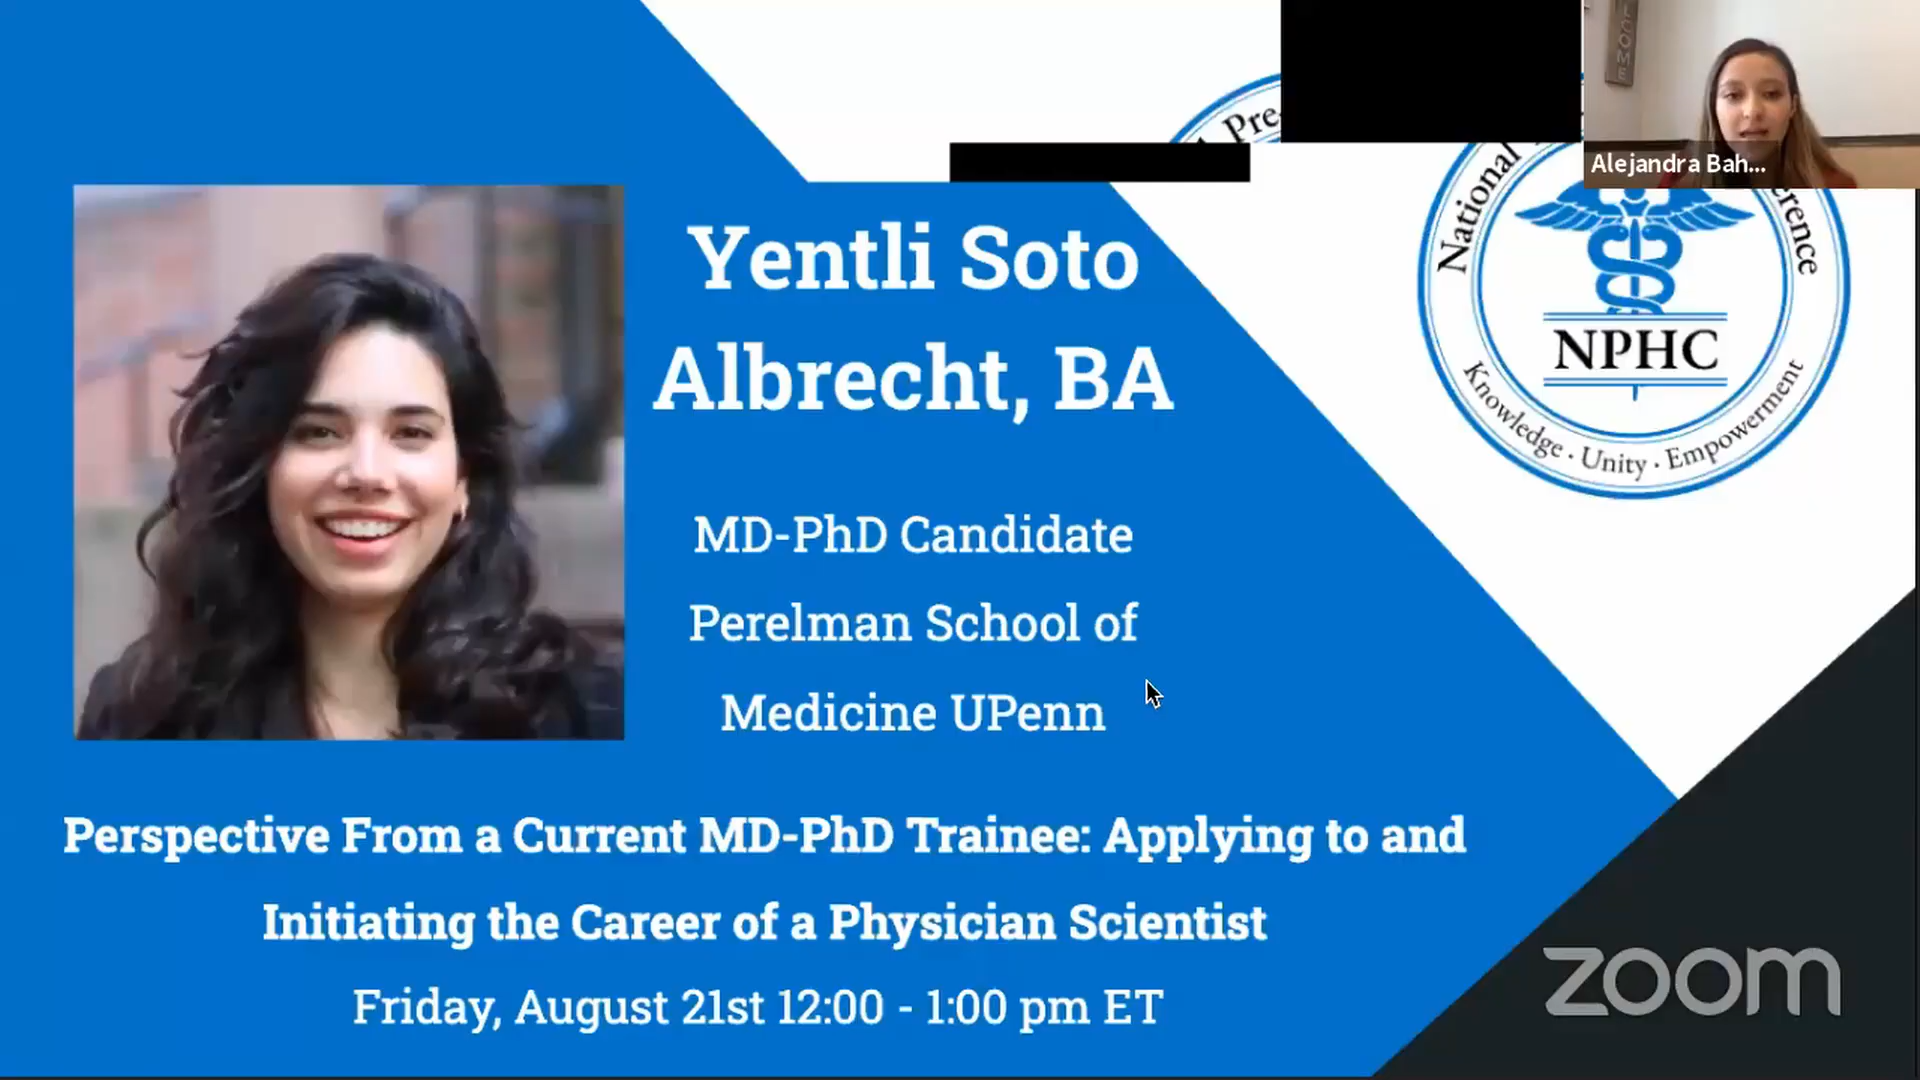 Yentli Soto
Albrecht, BA
MD-PhD Candidate
Perelman School of
Medicine UPenn
Perspective From a Current MD-PhD Trainee: Applying to and
Initiating the Career of a Physician Scientist
Friday, August 21st 12:00 - 1:00 pm ET
National
NPHC
Knowledge · Unity · Empowerment
Alejandra Bah...
zoom